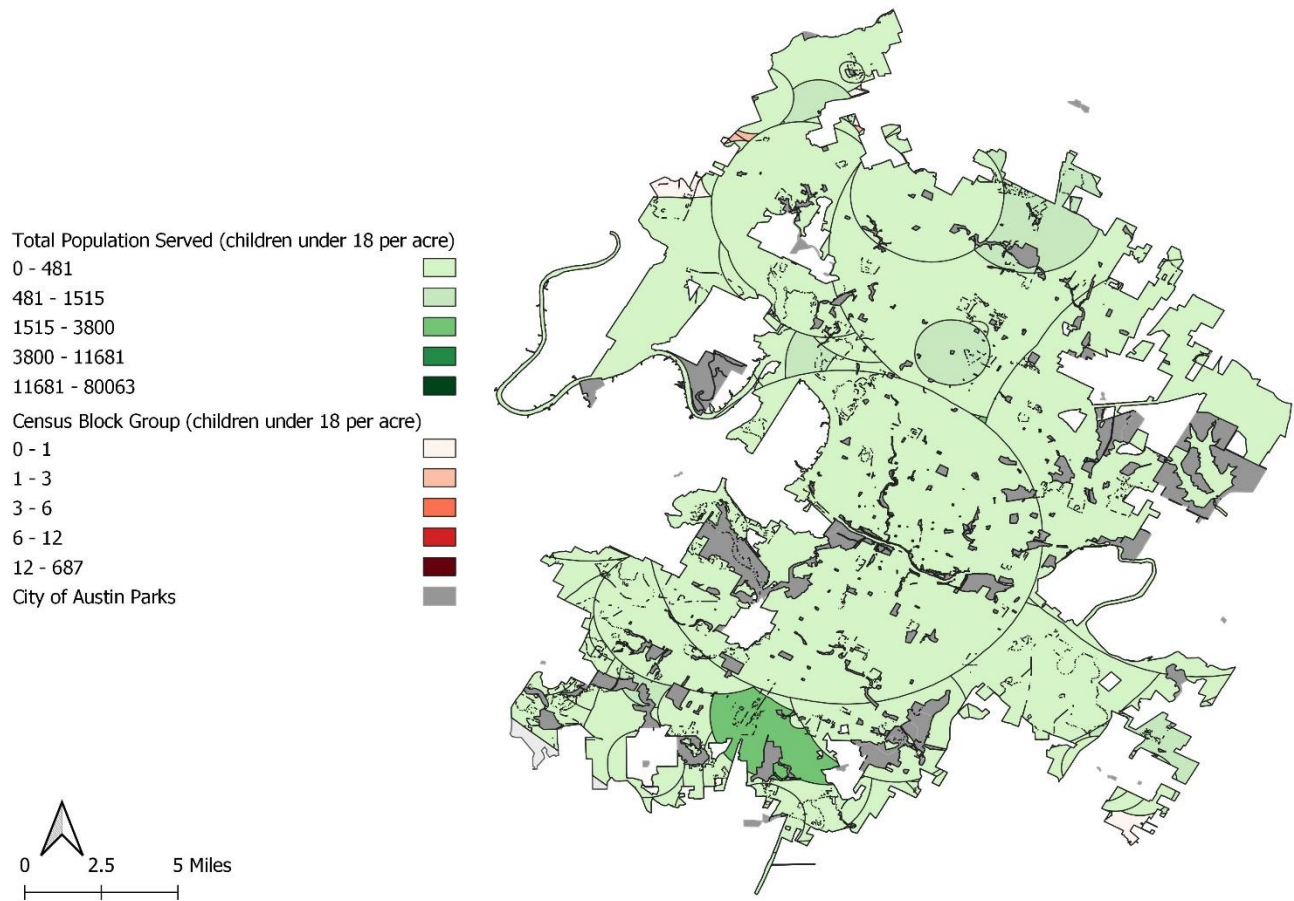 Total Population Served (children under 18 per acre)
0 - 481
481 - 1515
1515 - 3800
3800 - 11681
11681 - 80063
Census Block Group (children under 18 per acre)
0 - 1
1 - 3
3 - 6
6 - 12
12 - 687
City of Austin Parks
0 2.5 5 Miles